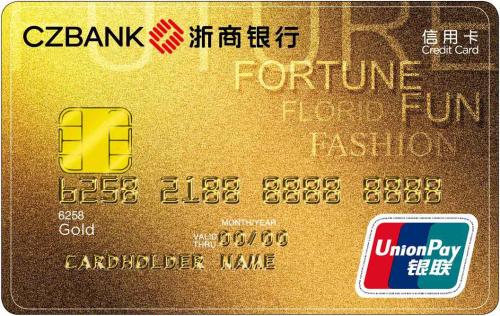 FUTURE
CZBANK 浙商银行
信用卡
Credit Card
FORTUNE
FLORID FUN
FASHION
6258 2188 8888 8888
6258
Gold
MONTH/YEAR
VALID THRU 00/00
CARDHOLDER NAME
UnionPay
银联